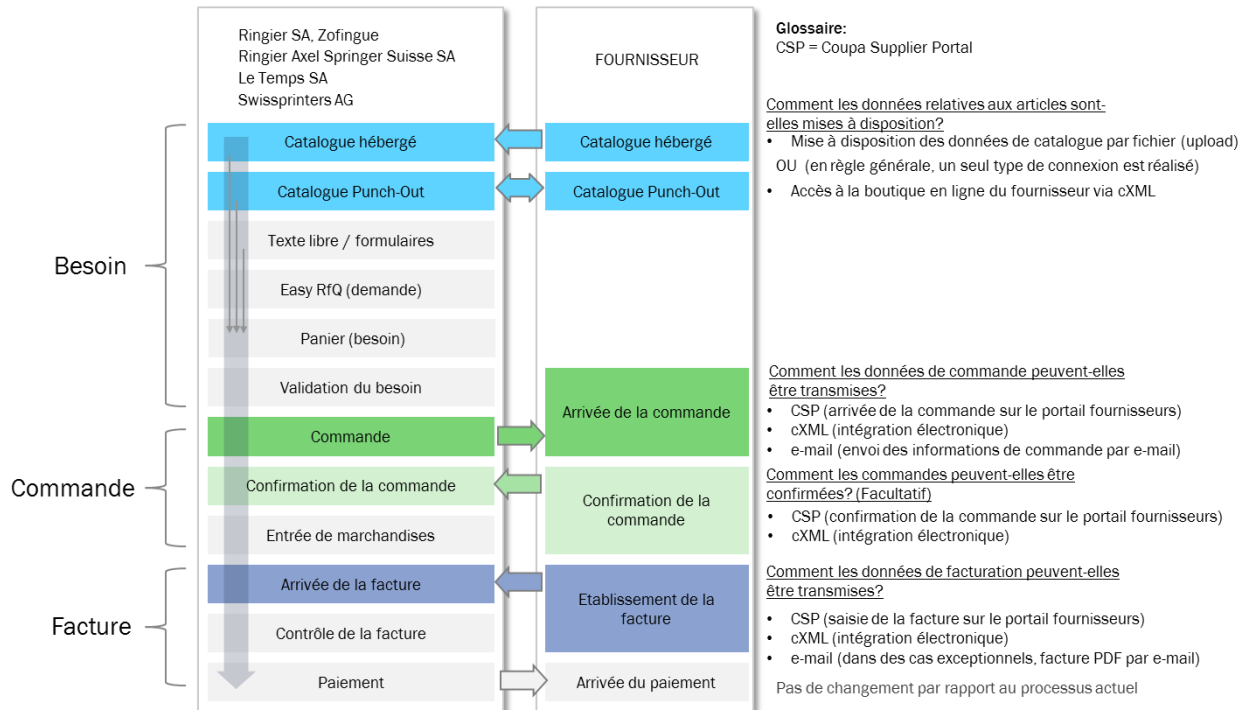 Ringier SA, Zofingue
Ringier Axel Springer Suisse SA
Le Temps SA
Swissprinters AG
FOURNISSEUR
Glossaire:
CSP = Coupa Supplier Portal
Besoin
Catalogue hébergé
Catalogue hébergé
Catalogue Punch-Out
Catalogue Punch-Out
Texte libre / formulaires
Easy RfQ (demande)
Panier (besoin)
Validation du besoin
Arrivée de la commande
Comment les données relatives aux articles sont-
elles mises à disposition?
• Mise à disposition des données de catalogue par fichier (upload)
OU (en règle générale, un seul type de connexion est réalisé)
• Accès à la boutique en ligne du fournisseur via cXML
Commande
Commande
Confirmation de la commande
Entrée de marchandises
Confirmation de la
commande
Comment les données de commande peuvent-elles
être transmises?
• CSP (arrivée de la commande sur le portail fournisseurs)
• cXML (intégration électronique)
• e-mail (envoi des informations de commande par e-mail)
Comment les commandes peuvent-elles être
confirmées? (Facultatif)
• CSP (confirmation de la commande sur le portail fournisseurs)
• cXML (intégration électronique)
Facture
Arrivée de la facture
Contrôle de la facture
Paiement
Etablissement de la
facture
Arrivée du paiement
Comment les données de facturation peuvent-elles
être transmises?
• CSP (saisie de la facture sur le portail fournisseurs)
• cXML (intégration électronique)
• e-mail (dans des cas exceptionnels, facture PDF par e-mail)
Pas de changement par rapport au processus actuel